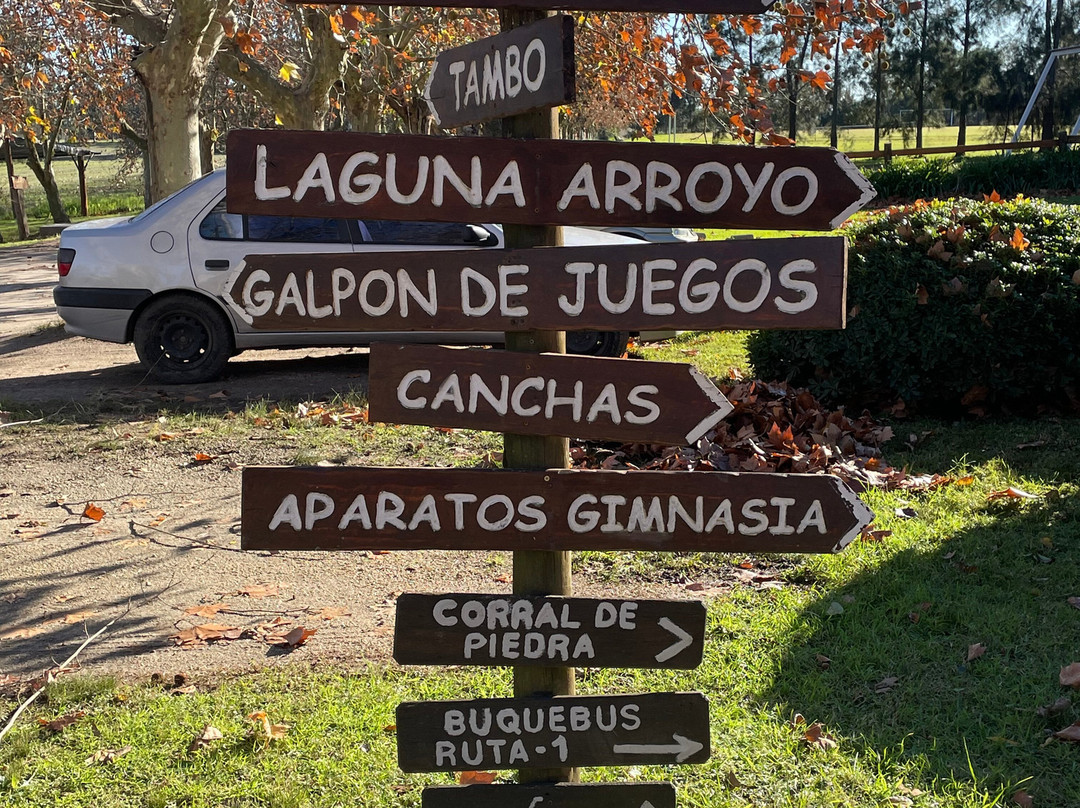 TAMBO
LAGUNA ARROYO
GALPON DE JUEGOS
CANCHAS
APARATOS GIMNASIA
CORRAL DE
PIEDRA
BUQUEBUS
RUTA-1